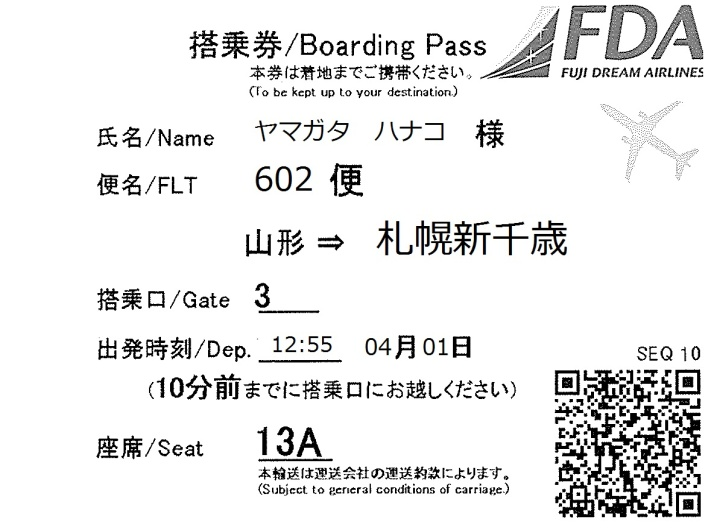 搭乗券/Boarding Pass
FDA
本券は着地までご携帯ください。
FUJI DREAM AIRLINES
(To be kept up to your destination.)
氏名/Name ヤマガタ ハナコ 様
便名/FLT 602 便
山形 ⇒ 札幌新千歳
搭乗口/Gate 3
出発時刻/Dep. 12:55 04月01日
SEQ 10
(10分前までに搭乗口にお越しください)
座席/Seat 13A
本輸送は運送会社の運送約款によります。
(Subject to general conditions of carriage.)